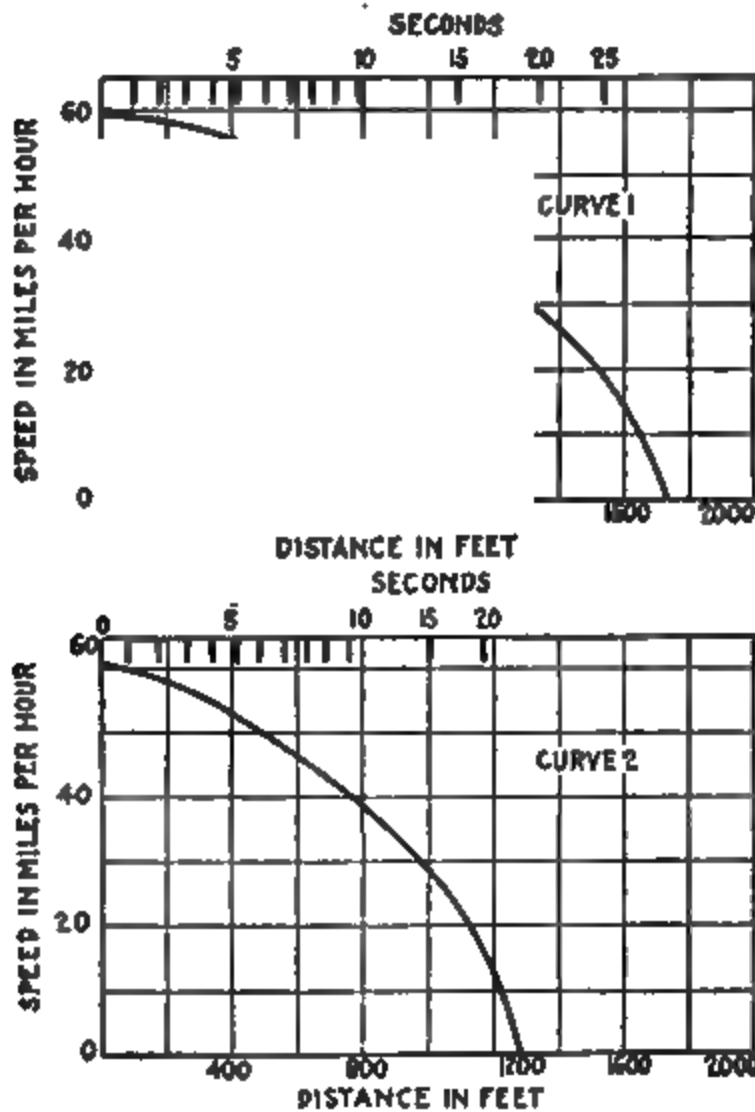 SECONDS
5 10 15 20 25
SPEED IN MILES PER HOUR
60
40
20
0
CURVE 1
1600 2000
DISTANCE IN FEET
SECONDS
0 5 10 15 20
SPEED IN MILES PER HOUR
60
40
20
0
CURVE 2
400 800 1200 1600 2000
DISTANCE IN FEET